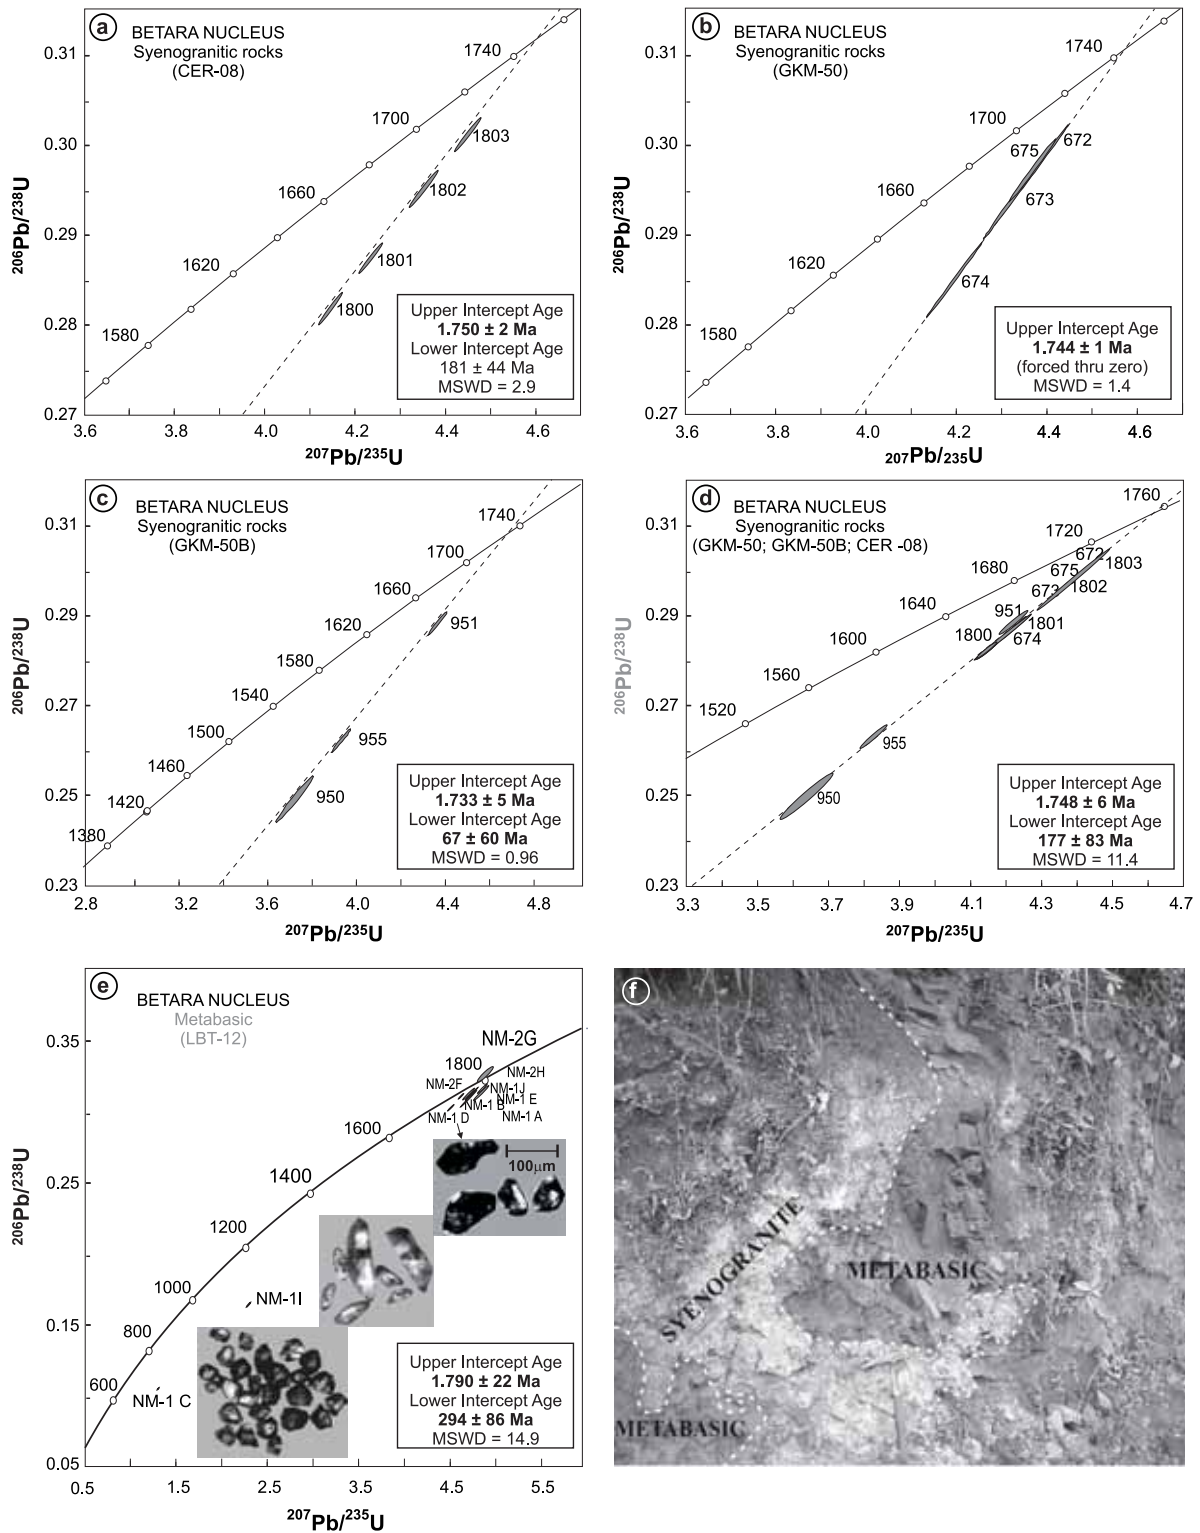 a
BETARA NUCLEUS
Syenogranitic rocks
(CER-08)
0.31
0.30
0.29
0.28
0.27
206Pb/238U
1740
1700
1660
1620
1580
1803
1802
1801
1800
Upper Intercept Age
1.750 ± 2 Ma
Lower Intercept Age
181 ± 44 Ma
MSWD = 2.9
3.6 3.8 4.0 4.2 4.4 4.6
207Pb/235U
b
BETARA NUCLEUS
Syenogranitic rocks
(GKM-50)
0.31
0.30
0.29
0.28
0.27
206Pb/238U
1740
1700
1660
1620
1580
672
675
673
674
Upper Intercept Age
1.744 ± 1 Ma
(forced thru zero)
MSWD = 1.4
3.6 3.8 4.0 4.2 4.4 4.6
207Pb/235U
c
BETARA NUCLEUS
Syenogranitic rocks
(GKM-50B)
0.31
0.29
0.27
0.25
0.23
206Pb/238U
1740
1700
1660
1620
1580
1540
1500
1460
1420
1380
951
955
950
Upper Intercept Age
1.733 ± 5 Ma
Lower Intercept Age
67 ± 60 Ma
MSWD = 0.96
2.8 3.2 3.6 4.0 4.4 4.8
207Pb/235U
d
BETARA NUCLEUS
Syenogranitic rocks
(GKM-50; GKM-50B; CER -08)
0.31
0.29
0.27
0.25
0.23
206Pb/238U
1760
1720
1680
1640
1600
1560
1520
672
1803
675
1802
673
951
1801
1800
674
955
950
Upper Intercept Age
1.748 ± 6 Ma
Lower Intercept Age
177 ± 83 Ma
MSWD = 11.4
3.3 3.5 3.7 3.9 4.1 4.3 4.5 4.7
207Pb/235U
e
BETARA NUCLEUS
Metabasic
(LBT-12)
0.35
0.25
0.15
0.05
206Pb/238U
NM-2G
1800
NM-2H
NM-2F
NM-1J
NM-1 B
NM-1 E
NM-1 D
NM-1 A
1600
1400
1200
1000
800
600
100µm
NM-1I
NM-1 C
Upper Intercept Age
1.790 ± 22 Ma
Lower Intercept Age
294 ± 86 Ma
MSWD = 14.9
0.5 1.5 2.5 3.5 4.5 5.5
207Pb/235U
f
SYENOGRANITE
METABASIC
METABASIC